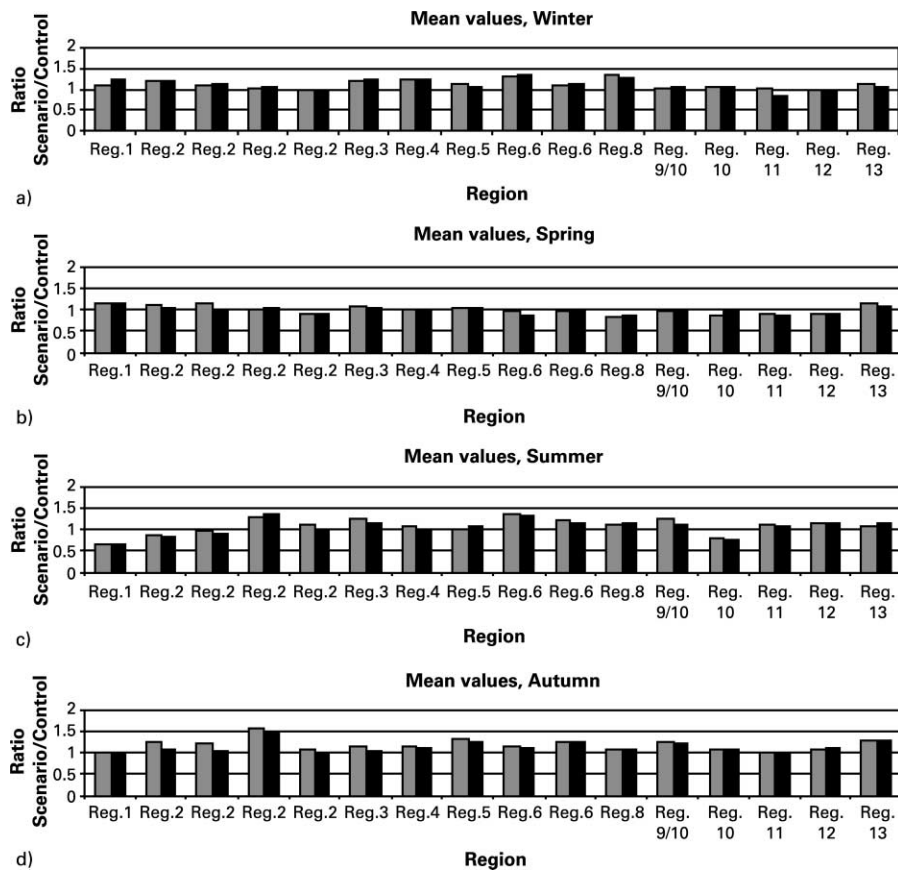 Mean values, Winter
Ratio
Scenario/Control
2
1.5
1
0.5
0
Reg.1 Reg.2 Reg.2 Reg.2 Reg.2 Reg.3 Reg.4 Reg.5 Reg.6 Reg.6 Reg.8 Reg. Reg. Reg. Reg. Reg.
9/10 10 11 12 13
Region
a)
Mean values, Spring
Ratio
Scenario/Control
2
1.5
1
0.5
0
Reg.1 Reg.2 Reg.2 Reg.2 Reg.2 Reg.3 Reg.4 Reg.5 Reg.6 Reg.6 Reg.8 Reg. Reg. Reg. Reg. Reg.
9/10 10 11 12 13
Region
b)
Mean values, Summer
Ratio
Scenario/Control
2
1.5
1
0.5
0
Reg.1 Reg.2 Reg.2 Reg.2 Reg.2 Reg.3 Reg.4 Reg.5 Reg.6 Reg.6 Reg.8 Reg. Reg. Reg. Reg. Reg.
9/10 10 11 12 13
Region
c)
Mean values, Autumn
Ratio
Scenario/Control
2
1.5
1
0.5
0
Reg.1 Reg.2 Reg.2 Reg.2 Reg.2 Reg.3 Reg.4 Reg.5 Reg.6 Reg.6 Reg.8 Reg. Reg. Reg. Reg. Reg.
9/10 10 11 12 13
Region
d)